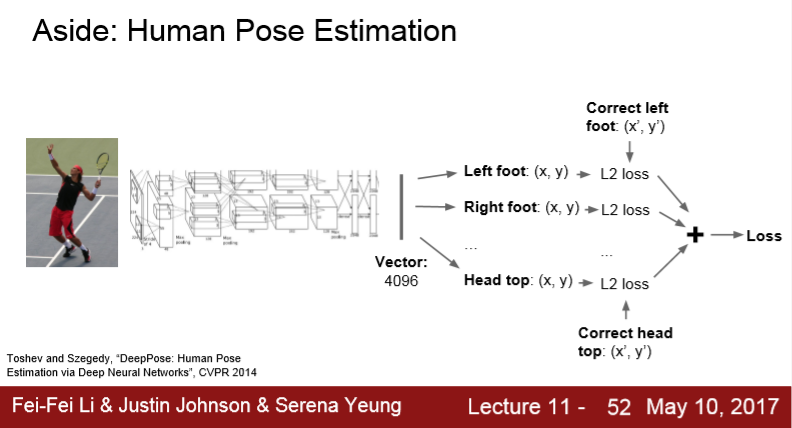 Aside: Human Pose Estimation
Correct left
foot: (x', y')
Left foot: (x, y)
L2 loss
Right foot: (x, y)
L2 loss
...
...
Loss
Vector:
4096
Head top: (x, y)
L2 loss
Correct head
top: (x', y')
Toshev and Szegedy, "DeepPose: Human Pose
Estimation via Deep Neural Networks", CVPR 2014
Fei-Fei Li & Justin Johnson & Serena Yeung
Lecture 11 - 52 May 10, 2017